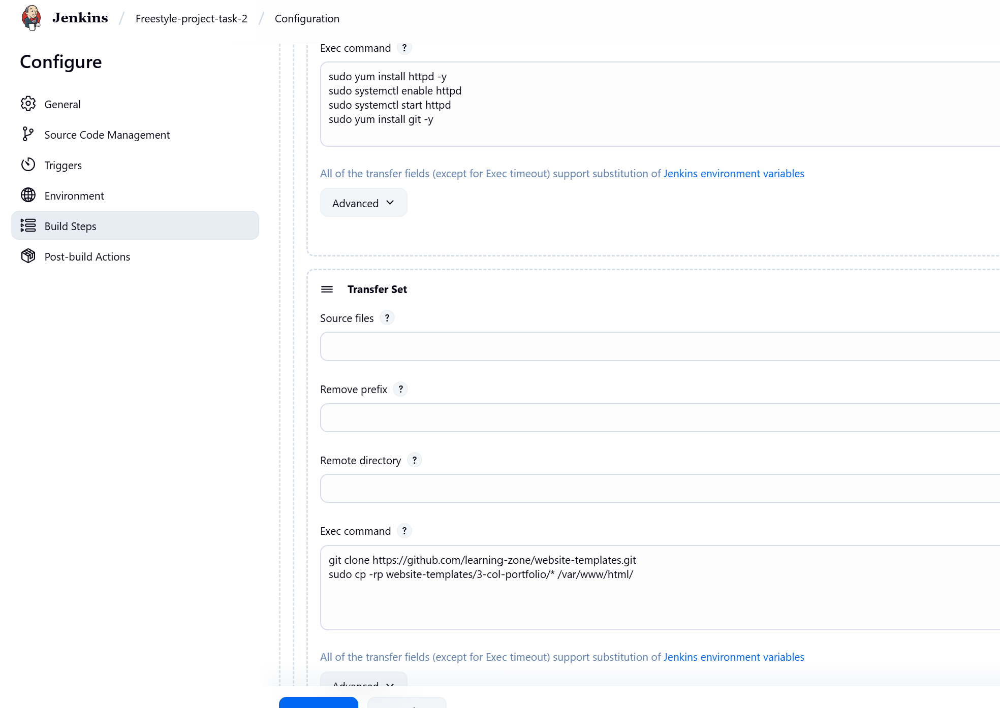 Jenkins / Freestyle-project-task-2 / Configuration
Configure
General
Source Code Management
Triggers
Environment
Build Steps
Post-build Actions
Exec command ?
sudo yum install httpd -y
sudo systemctl enable httpd
sudo systemctl start httpd
sudo yum install git -y
All of the transfer fields (except for Exec timeout) support substitution of Jenkins environment variables
Advanced
Transfer Set
Source files ?
Remove prefix ?
Remote directory ?
Exec command ?
git clone https://github.com/learning-zone/website-templates.git
sudo cp -rp website-templates/3-col-portfolio/* /var/www/html/
All of the transfer fields (except for Exec timeout) support substitution of Jenkins environment variables
Advanced